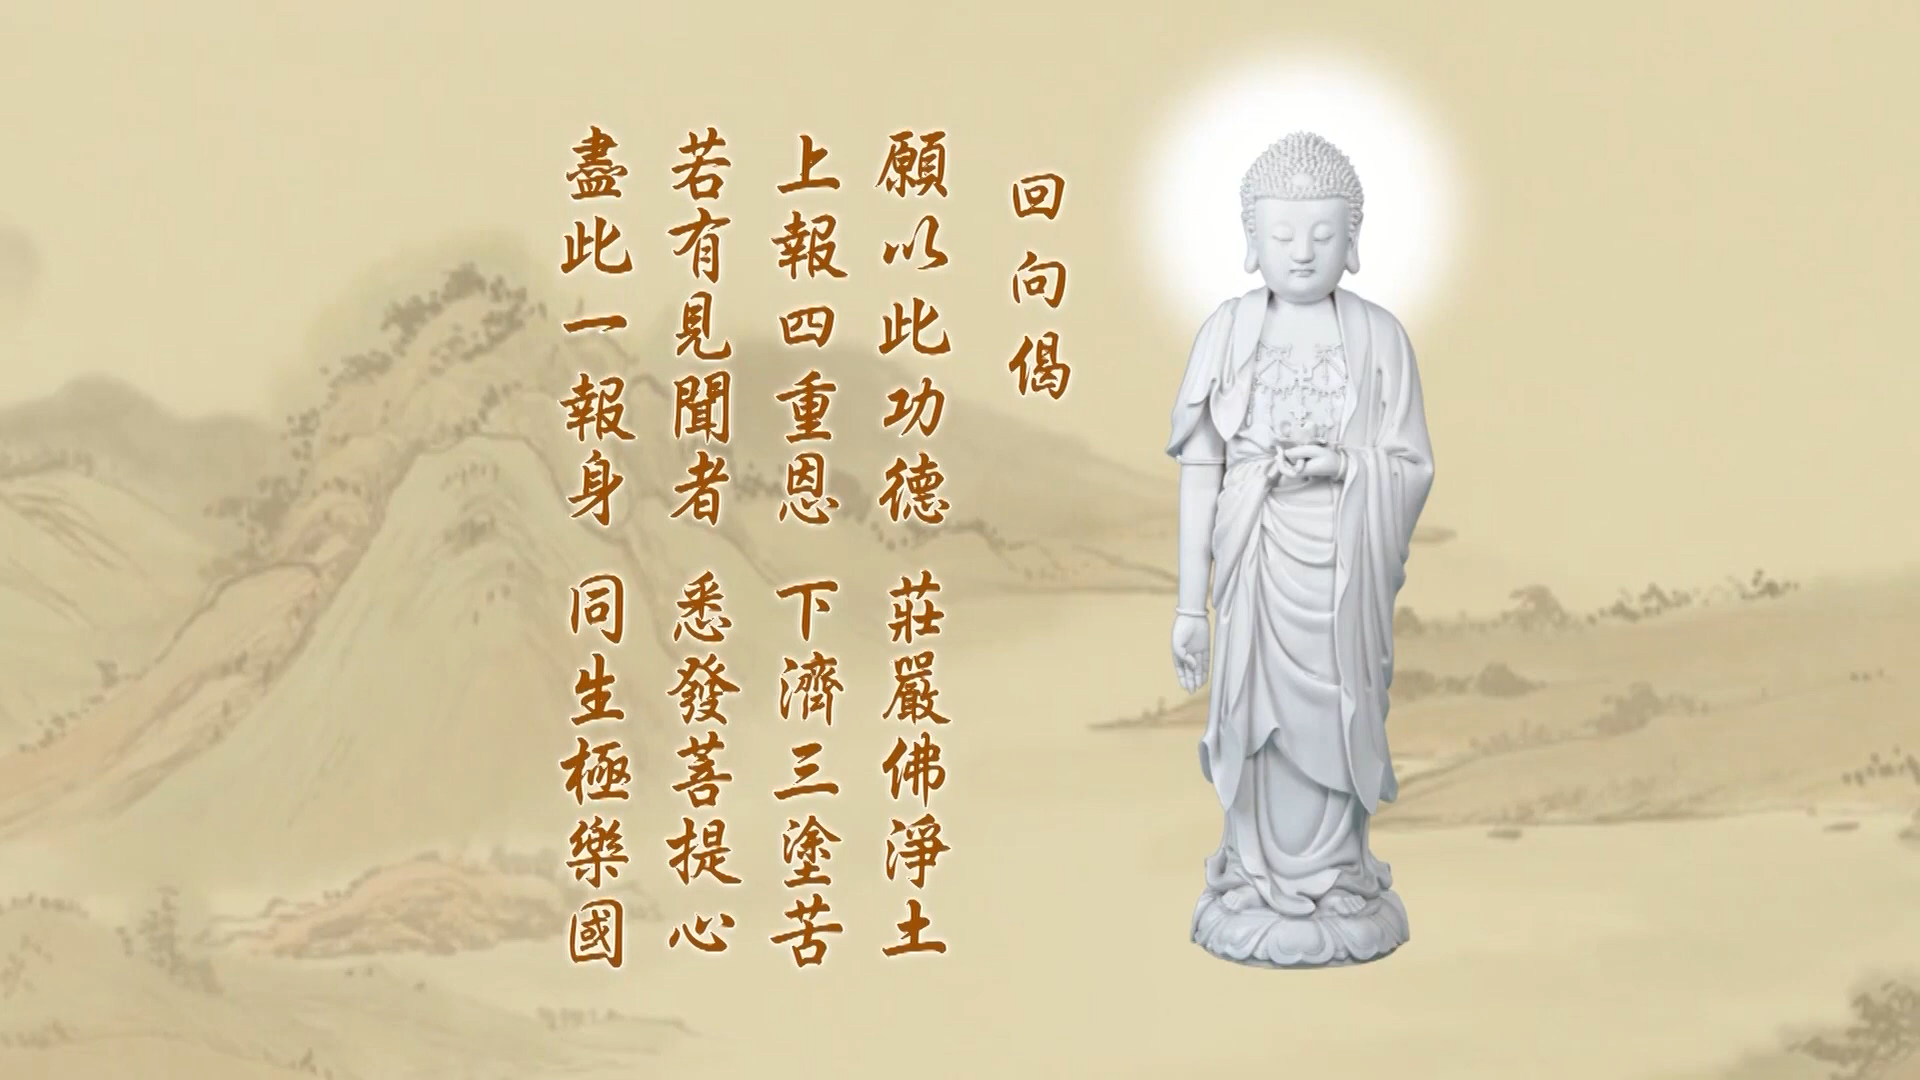 回向偈
願以此功德 莊嚴佛淨土
上報四重恩 下濟三塗苦
若有見聞者 悉發菩提心
盡此一報身 同生極樂國